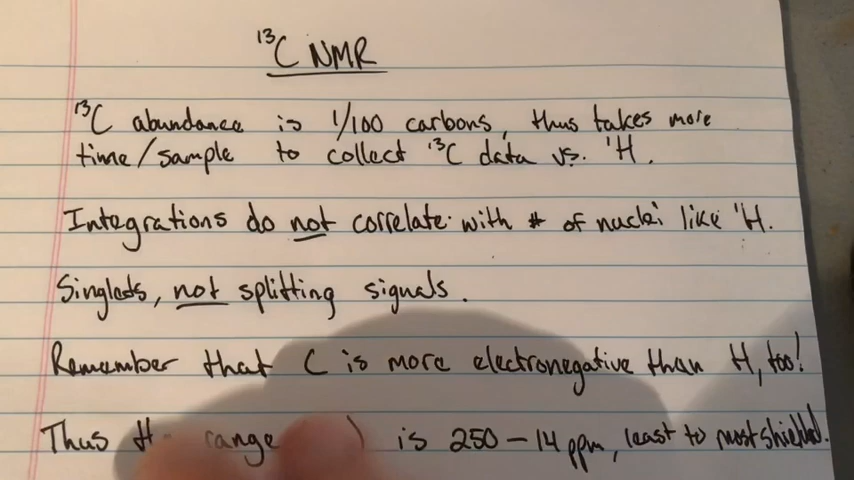 ¹³C NMR
¹³C abundance is 1/100 carbons, thus takes more
time/sample to collect ¹³C data vs. ¹H.
Integrations do not correlate with # of nuclei like ¹H.
Singlets, not splitting signals.
Remember that C is more electronegative than H, too!
Thus range ) is 250 – 14 ppm, least to most shielded.